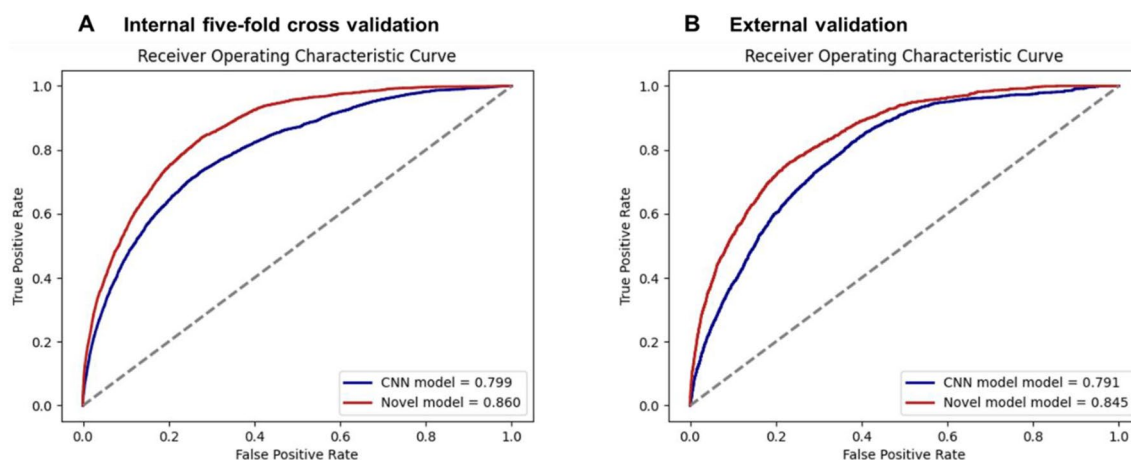 A Internal five-fold cross validation
Receiver Operating Characteristic Curve
True Positive Rate
1.0
0.8
0.6
0.4
0.2
0.0
CNN model = 0.799
Novel model = 0.860
0.0 0.2 0.4 0.6 0.8 1.0
False Positive Rate
B External validation
Receiver Operating Characteristic Curve
True Positive Rate
1.0
0.8
0.6
0.4
0.2
0.0
CNN model model = 0.791
Novel model model = 0.845
0.0 0.2 0.4 0.6 0.8 1.0
False Positive Rate